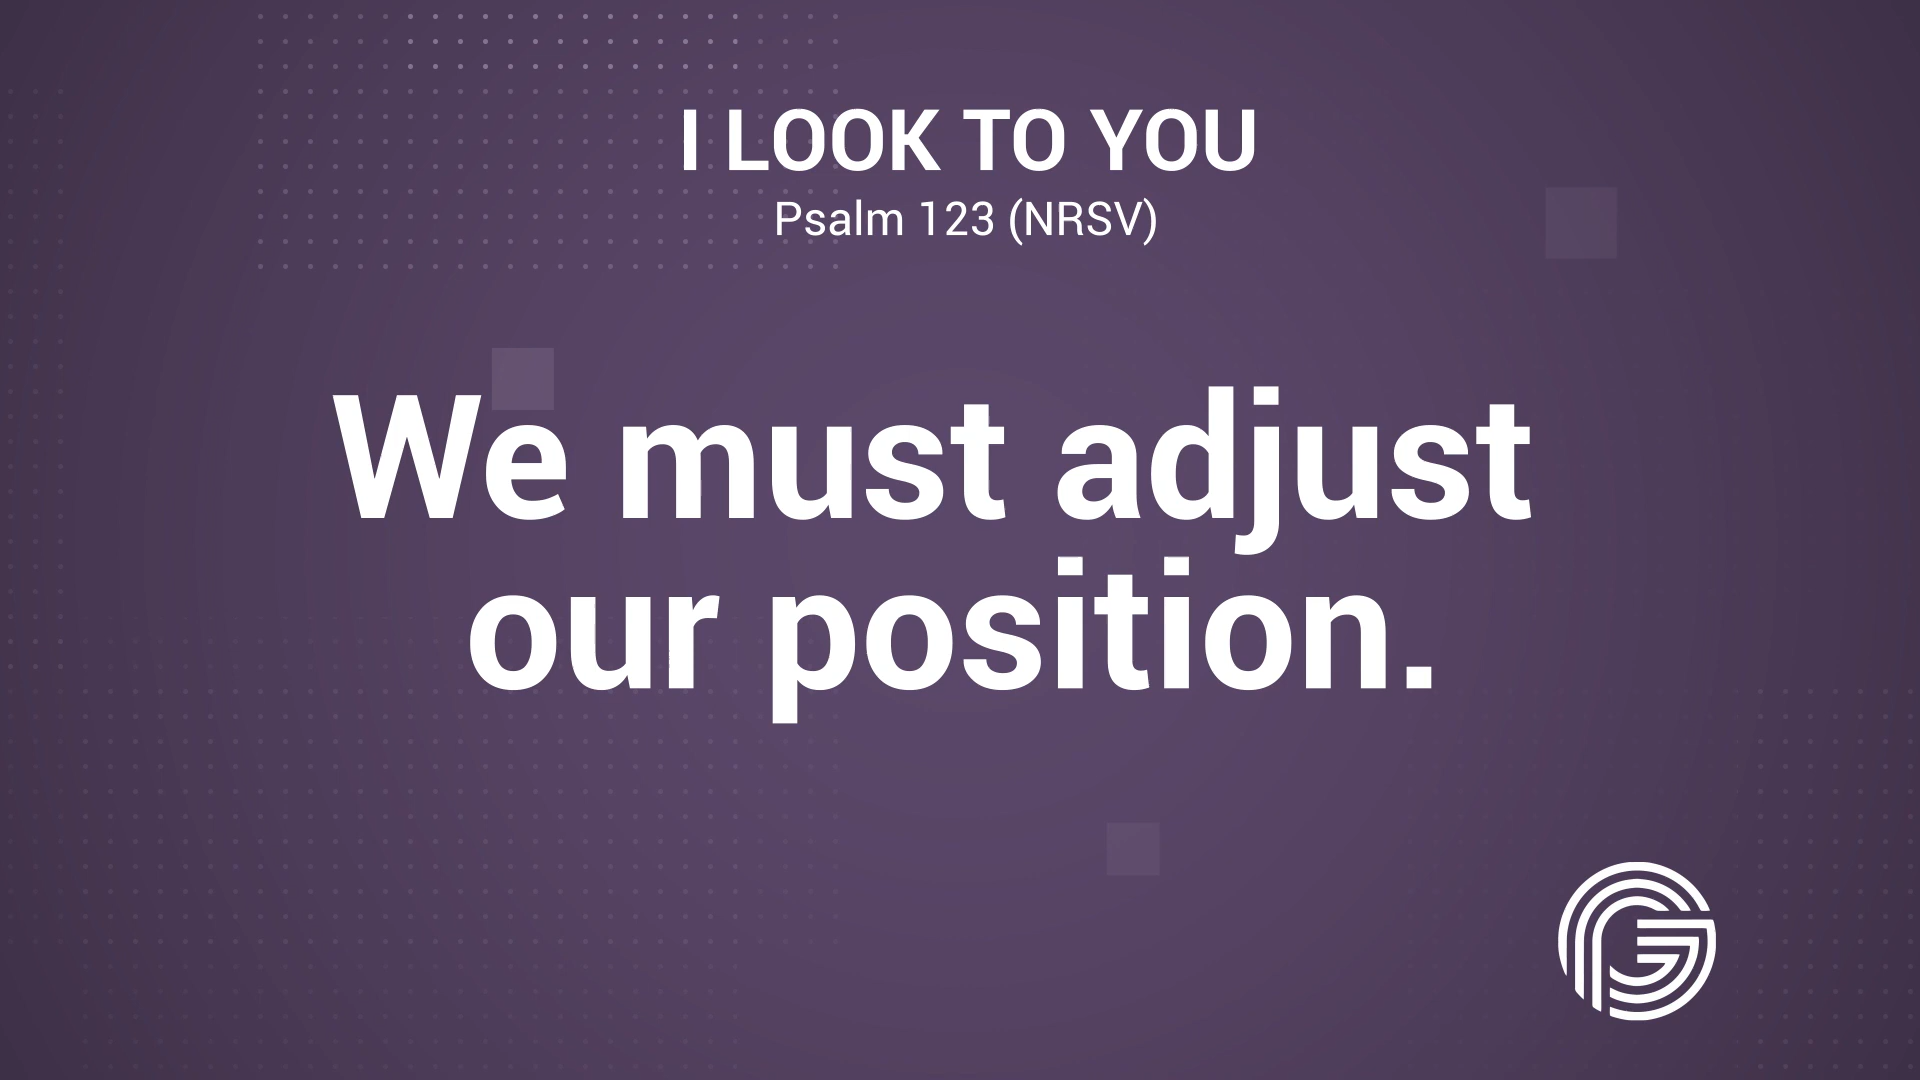 I LOOK TO YOU
Psalm 123 (NRSV)
We must adjust
our position.